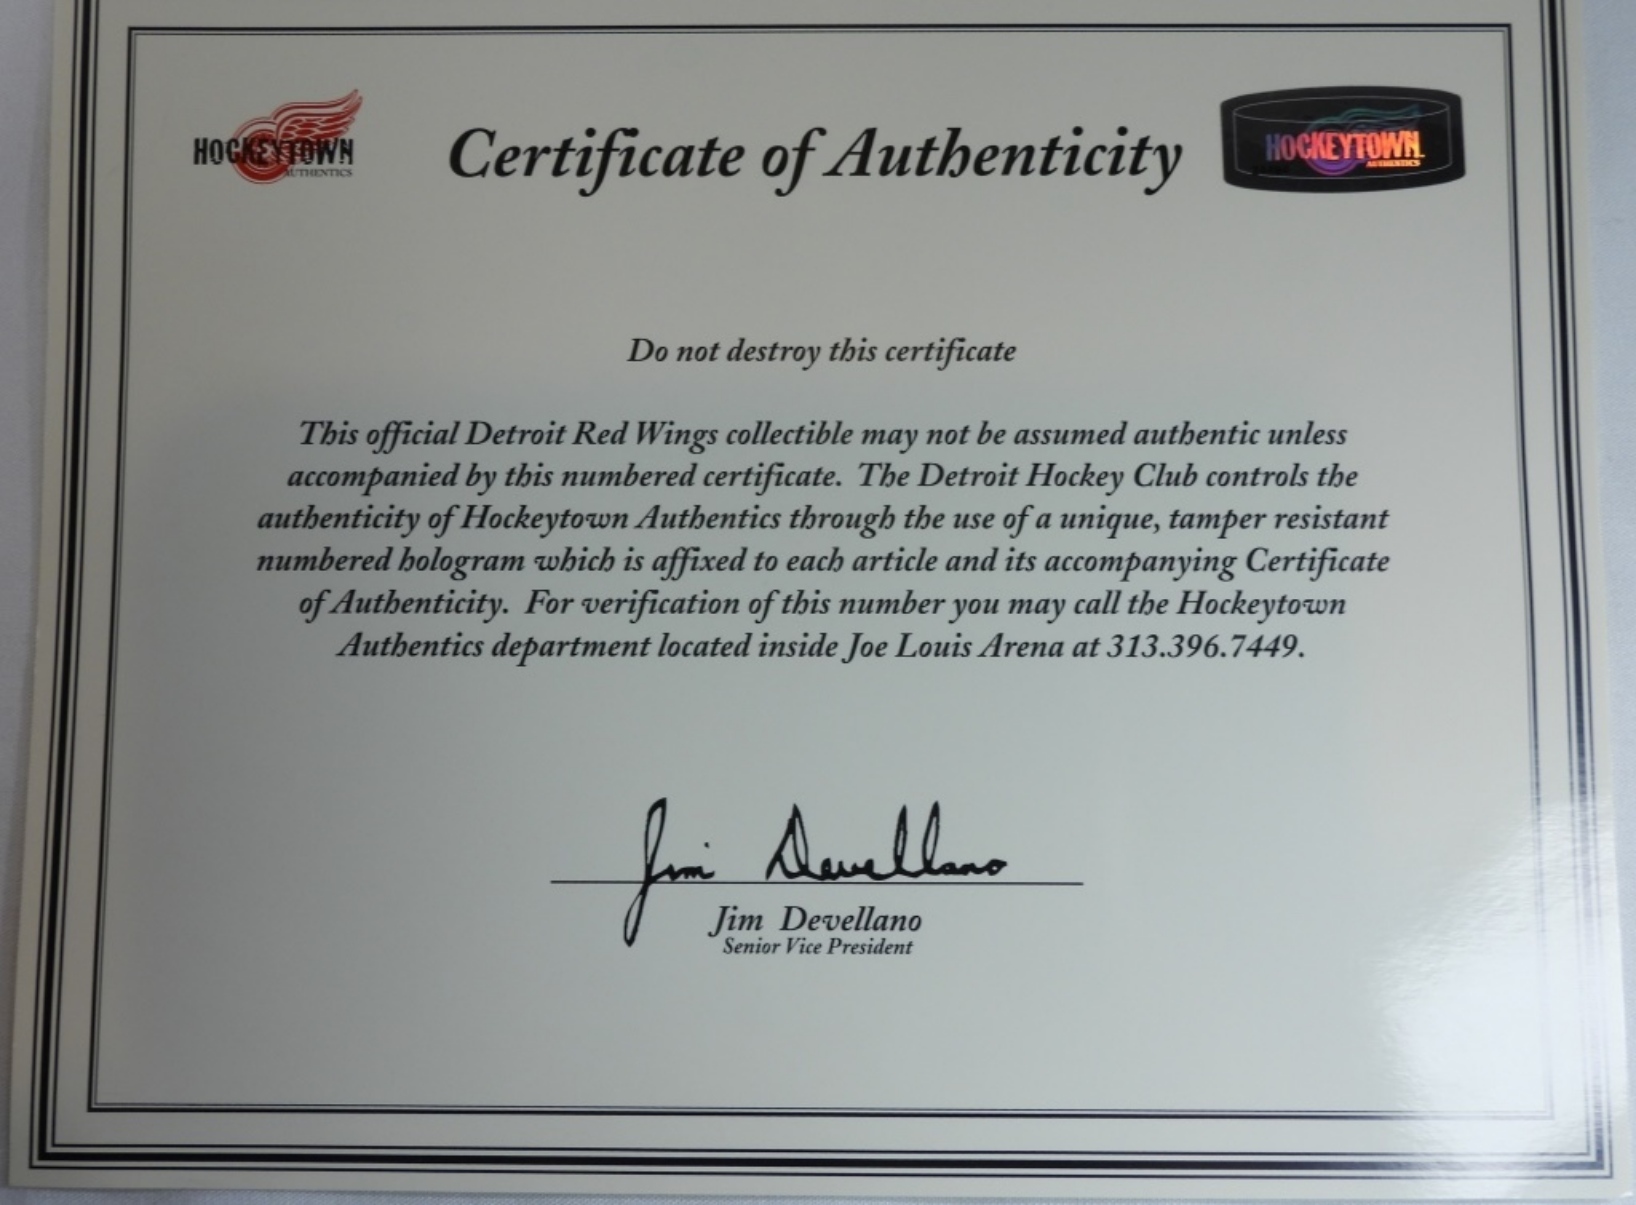 HOCKEYTOWN
AUTHENTICS
Certificate of Authenticity
HOCKEYTOWN
AUTHENTICS
Do not destroy this certificate
This official Detroit Red Wings collectible may not be assumed authentic unless
accompanied by this numbered certificate. The Detroit Hockey Club controls the
authenticity of Hockeytown Authentics through the use of a unique, tamper resistant
numbered hologram which is affixed to each article and its accompanying Certificate
of Authenticity. For verification of this number you may call the Hockeytown
Authentics department located inside Joe Louis Arena at 313.396.7449.
Jim Devellano
Jim Devellano
Senior Vice President